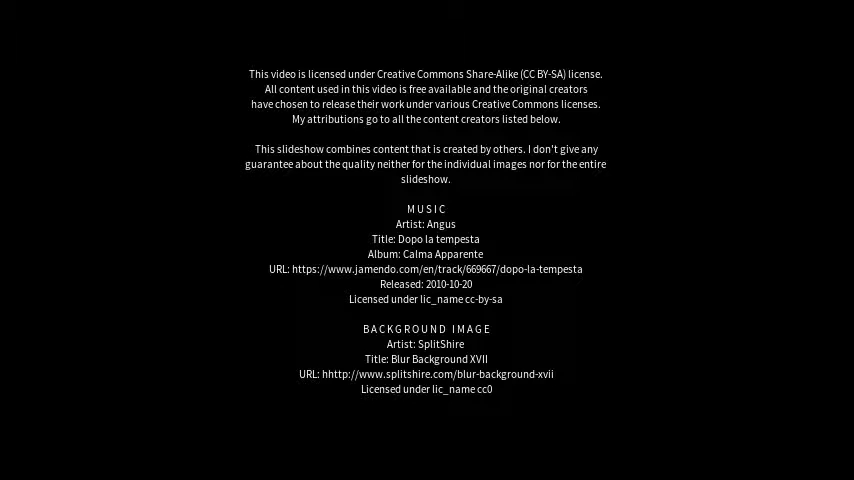 This video is licensed under Creative Commons Share-Alike (CC BY-SA) license.
All content used in this video is free available and the original creators
have chosen to release their work under various Creative Commons licenses.
My attributions go to all the content creators listed below.
This slideshow combines content that is created by others. I don't give any
guarantee about the quality neither for the individual images nor for the entire
slideshow.
M U S I C
Artist: Angus
Title: Dopo la tempesta
Album: Calma Apparente
URL: https://www.jamendo.com/en/track/669667/dopo-la-tempesta
Released: 2010-10-20
Licensed under lic_name cc-by-sa
B A C K G R O U N D   I M A G E
Artist: SplitShire
Title: Blur Background XVII
URL: hhttp://www.splitshire.com/blur-background-xvii
Licensed under lic_name cc0